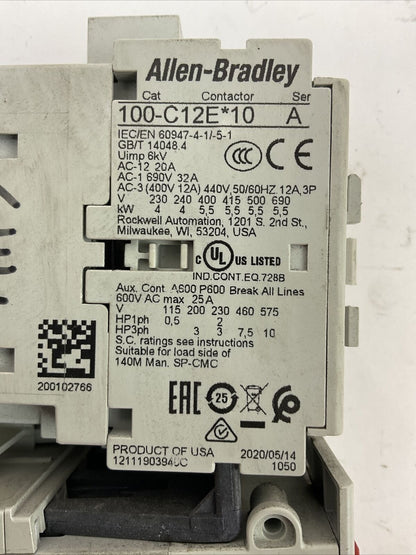 Allen-Bradley
Cat Contactor Ser
100-C12E*10 A
IEC/EN 60947-4-1/-5-1
GB/T 14048.4
Uimp 6kV
AC-12 20A
AC-1 690V 32A
AC-3 (400V 12A) 440V,50/60HZ.12A,3P
V 230 240 400 415 500 690
kW 4 4 5,5 5,5 5,5 5,5
Rockwell Automation, 1201 S. 2nd St.,
Milwaukee, WI, 53204, USA
CCC CE
c UL US LISTED
IND.CONT.EQ.728B
Aux. Cont. A600 P600 Break All Lines
600V AC max 25A
V 115 200 230 460 575
HP1ph 0,5 2
HP3ph 3 3 7,5 10
S.C. ratings see instructions
Suitable for load side of
140M Man. SP-CMC
200102766
EAC 25
PRODUCT OF USA 2020/05/14
1050